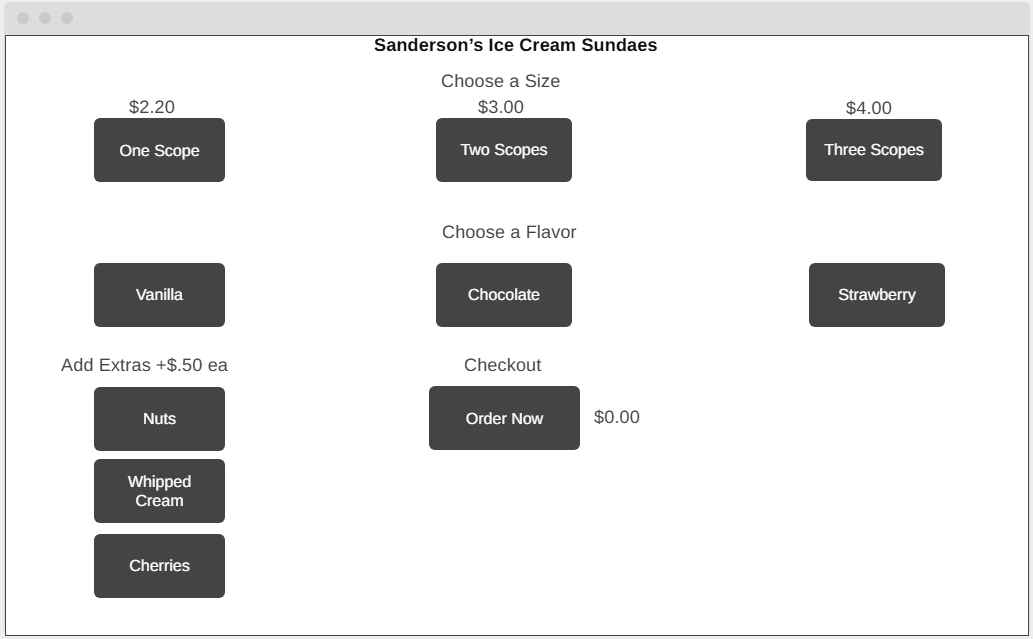 Sanderson’s Ice Cream Sundaes
Choose a Size
$2.20
$3.00
$4.00
One Scope
Two Scopes
Three Scopes
Choose a Flavor
Vanilla
Chocolate
Strawberry
Add Extras +$.50 ea
Checkout
Nuts
Order Now
$0.00
Whipped
Cream
Cherries